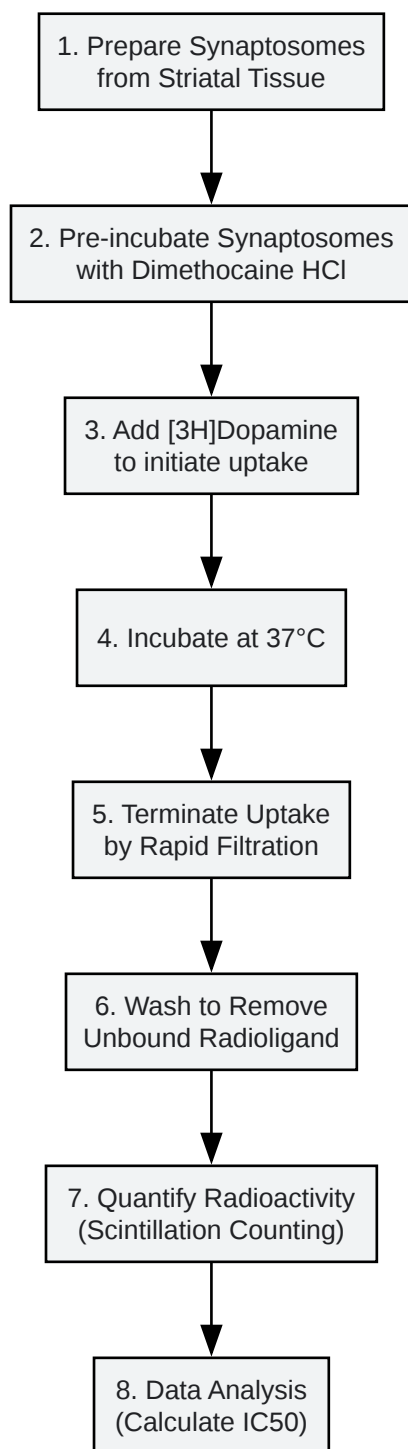 1. Prepare Synaptosomes
from Striatal Tissue
2. Pre-incubate Synaptosomes
with Dimethocaine HCl
3. Add [3H]Dopamine
to initiate uptake
4. Incubate at 37°C
5. Terminate Uptake
by Rapid Filtration
6. Wash to Remove
Unbound Radioligand
7. Quantify Radioactivity
(Scintillation Counting)
8. Data Analysis
(Calculate IC50)